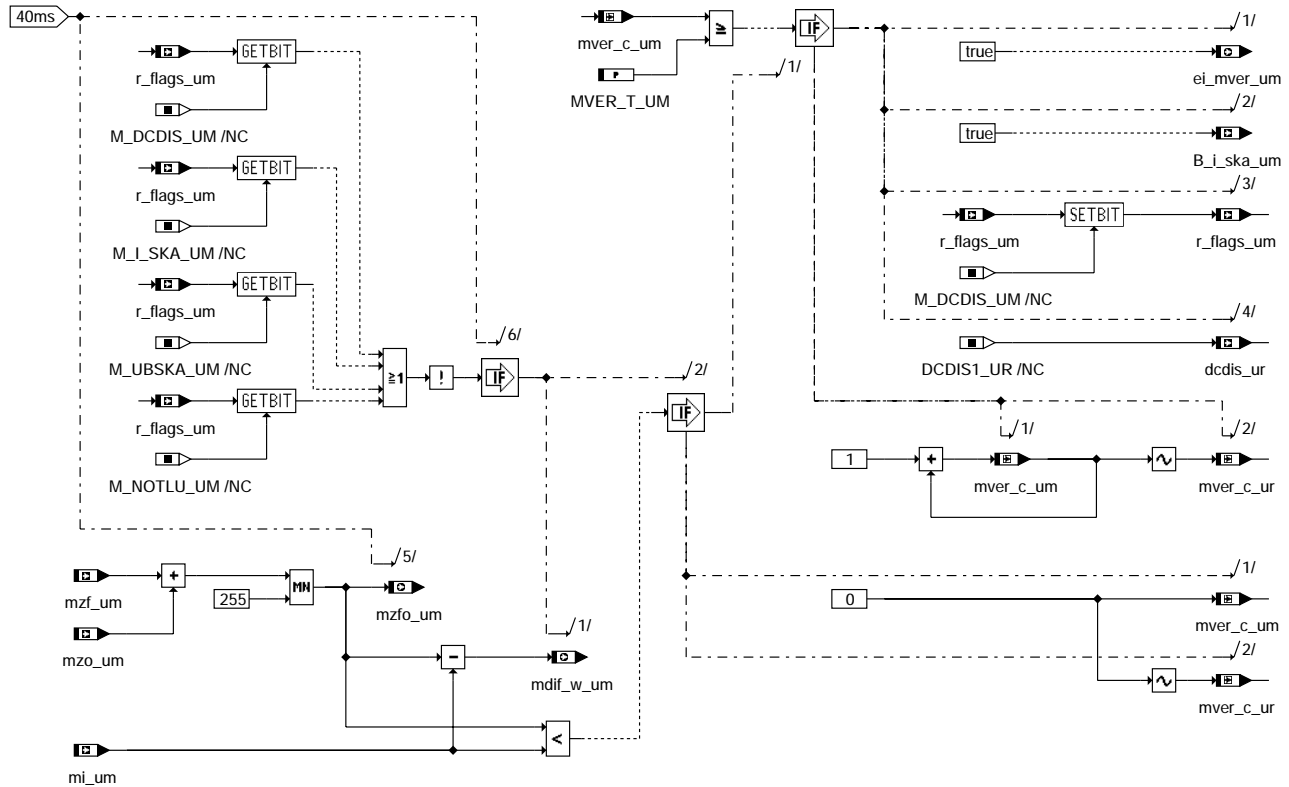 40ms
r_flags_um
GETBIT
M_DCDIS_UM /NC
r_flags_um
GETBIT
M_I_SKA_UM /NC
r_flags_um
GETBIT
M_UBSKA_UM /NC
r_flags_um
GETBIT
M_NOTLU_UM /NC
≥1
!
/6/
IF
/2/
IF
/5/
mzf_um
+
mzo_um
255
MN
mzfo_um
/1/
-
mdif_w_um
<
mi_um
mver_c_um
≥
P
MVER_T_UM
IF
/1/
/1/
true
ei_mver_um
/2/
true
B_i_ska_um
/3/
r_flags_um
SETBIT
r_flags_um
M_DCDIS_UM /NC
/4/
DCDIS1_UR /NC
dcdis_ur
/1/
/2/
1
+
mver_c_um
mver_c_ur
/1/
0
mver_c_um
/2/
mver_c_ur